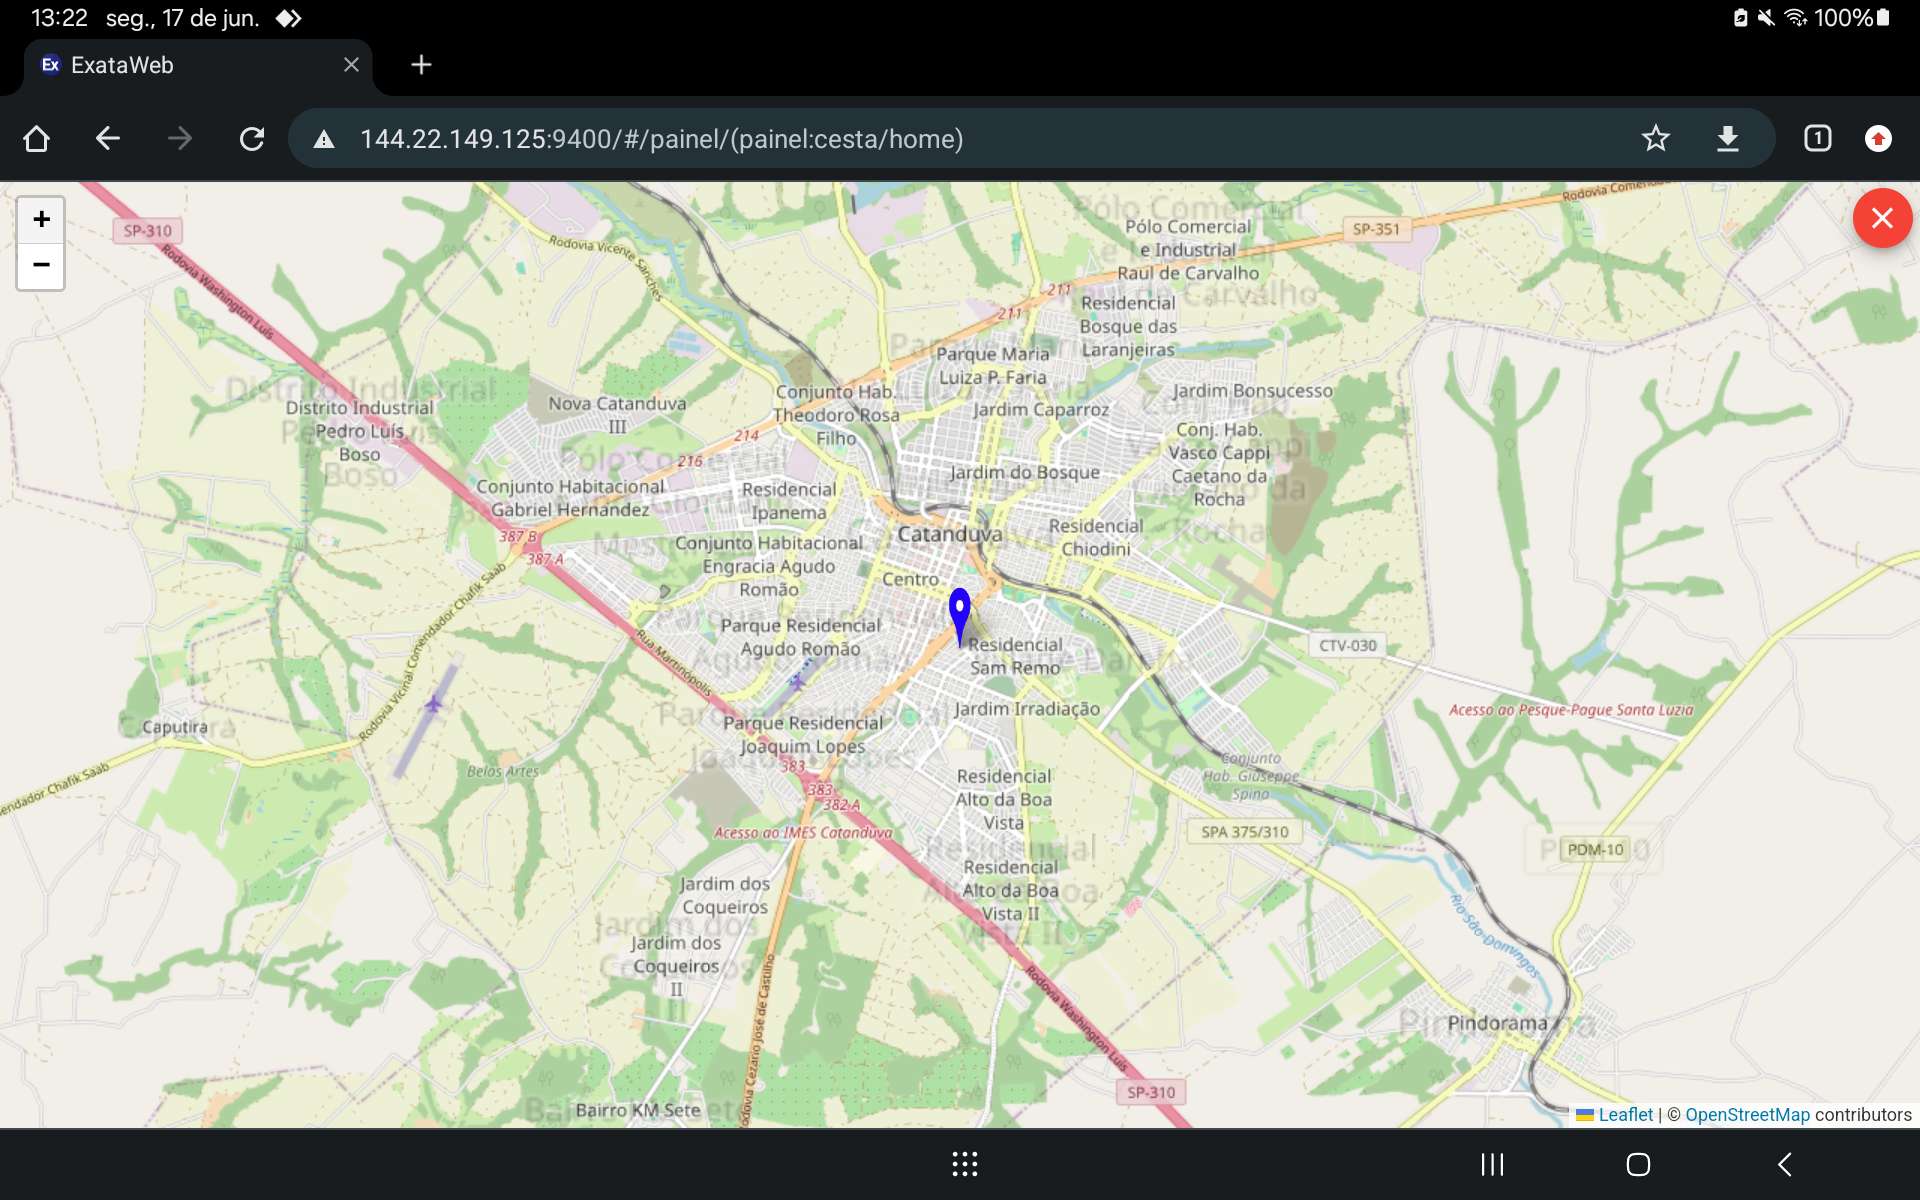 13:22 seg., 17 de jun.
100%
Ex ExataWeb
144.22.149.125:9400/#/painel/(painel:cesta/home)
1
+
−
SP-310
Rodovia Washington Luís
Rodovia Vicente Sanches
Pólo Comercial
e Industrial
Raul de Carvalho
SP-351
211
211
Residencial
Bosque das
Laranjeiras
Parque Maria
Luiza P. Faria
Distrito Industrial
Pedro Luís
Boso
Nova Catanduva
III
Conjunto Hab.
Theodoro Rosa
Filho
Jardim Caparroz
Jardim Bonsucesso
214
216
Conj. Hab.
Vasco Cappi
Caetano da
Rocha
Jardim do Bosque
Conjunto Habitacional
Gabriel Hernandez
Residencial
Ipanema
387 B
387 A
Catanduva
Residencial
Chiodini
Conjunto Habitacional
Engracia Agudo
Romão
Centro
Rodovia Vicinal Comendador Chafik Saab
Parque Residencial
Agudo Romão
Rua Martinópolis
Residencial
Sam Remo
CTV-030
Caputira
Parque Residencial
Joaquim Lopes
Jardim Irradiação
Acesso ao Pesque-Pague Santa Luzia
Belos Artes
383
383
382 A
Conjunto
Hab. Giuseppe
Spina
Residencial
Alto da Boa
Vista
endador Chafik Saab
Acesso ao IMES Catanduva
SPA 375/310
PDM-10
Residencial
Alto da Boa
Vista II
Jardim dos
Coqueiros
Jardim dos
Coqueiros
II
Rio São Domingos
Rodovia Washington Luís
odovia Cezário José de Castilho
Pindorama
SP-310
Bairro KM Sete
Leaflet | © OpenStreetMap contributors